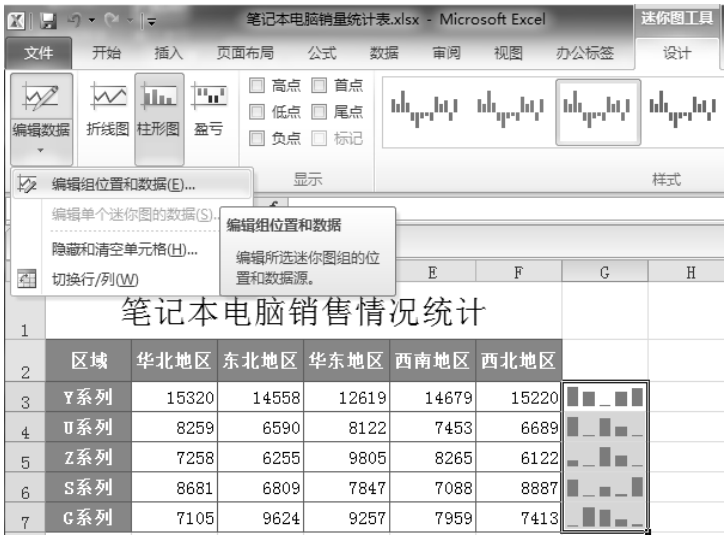 笔记本电脑销量统计表.xlsx - Microsoft Excel
迷你图工具
文件 开始 插入 页面布局 公式 数据 审阅 视图 办公标签 设计
编辑数据 折线图 柱形图 盈亏
高点 首点
低点 尾点
负点 标记
显示 样式
编辑组位置和数据(E)...
编辑单个迷你图的数据(S)..
隐藏和清空单元格(H)...
切换行/列(W)
编辑组位置和数据
编辑所选迷你图组的位
置和数据源。
E F G H
1 笔记本电脑销售情况统计
2 区域 华北地区 东北地区 华东地区 西南地区 西北地区
3 Y系列 15320 14558 12619 14679 15220
4 U系列 8259 6590 8122 7453 6689
5 Z系列 7258 6255 9805 8265 6122
6 S系列 8681 6809 7847 7088 8887
7 G系列 7105 9624 9257 7959 7413